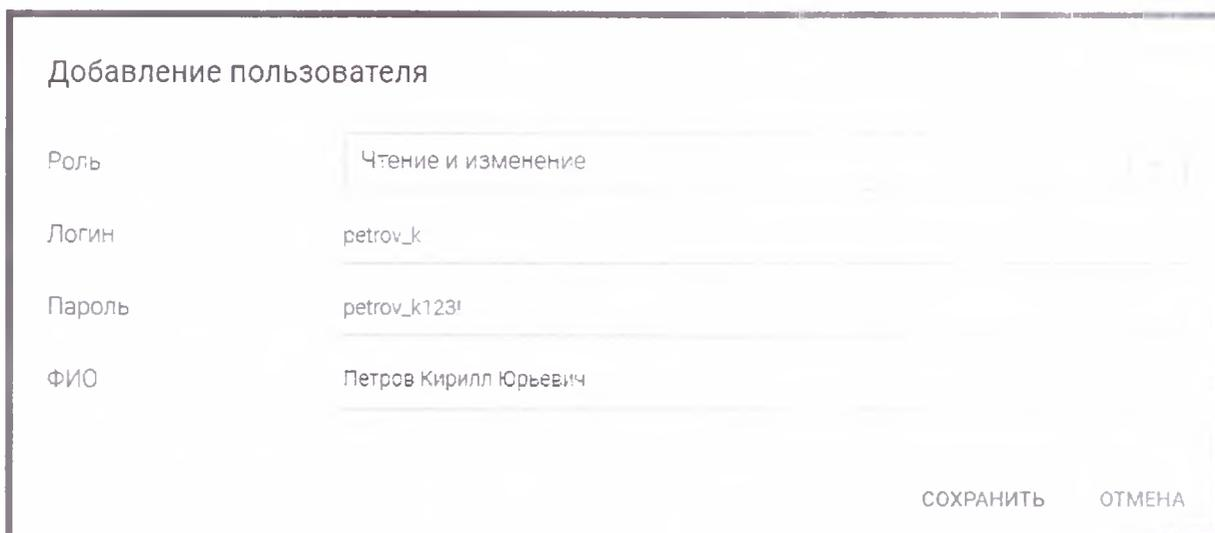 Добавление пользователя
Роль Чтение и изменение
Логин petrov_k
Пароль petrov_k123!
ФИО Петров Кирилл Юрьевич
СОХРАНИТЬ ОТМЕНА